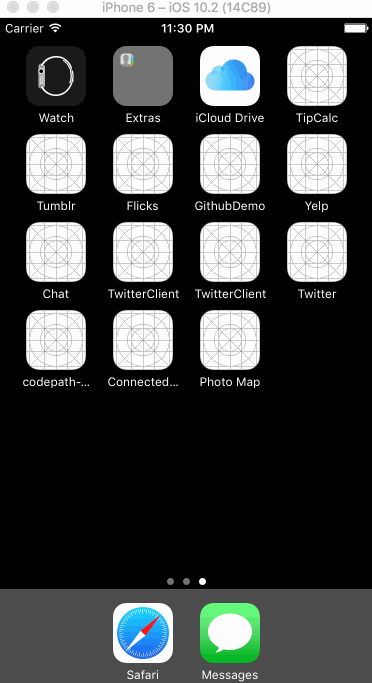 iPhone 6 – iOS 10.2 (14C89)
Carrier 11:30 PM
Watch Extras iCloud Drive TipCalc
Tumblr Flicks GithubDemo Yelp
Chat TwitterClient TwitterClient Twitter
codepath-... Connected... Photo Map
Safari Messages